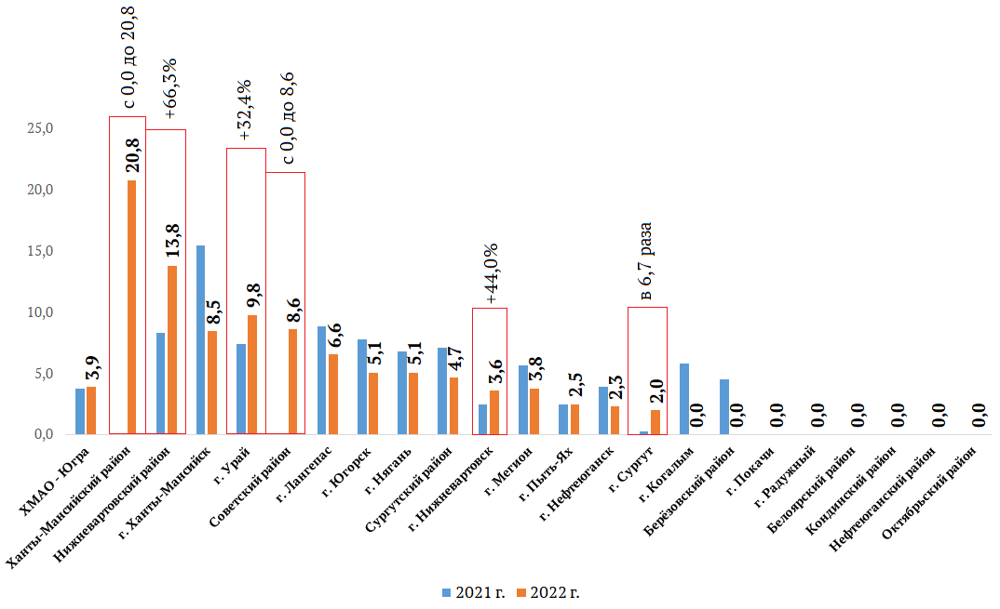 с 0,0 до 20,8
+66,3%
+32,4%
с 0,0 до 8,6
+44,0%
в 6,7 раза
25,0
20,0
15,0
10,0
5,0
0,0
3,9
20,8
13,8
8,5
9,8
8,6
6,6
5,1
5,1
4,7
3,6
3,8
2,5
2,3
2,0
0,0
0,0
0,0
0,0
0,0
0,0
0,0
0,0
ХМАО - Югра
Ханты-Мансийский район
Нижневартовский район
г. Ханты-Мансийск
г. Урай
Советский район
г. Лангепас
г. Югорск
г. Нягань
Сургутский район
г. Нижневартовск
г. Мегион
г. Пыть-Ях
г. Нефтеюганск
г. Сургут
г. Когалым
Берёзовский район
г. Покачи
г. Радужный
Белоярский район
Кондинский район
Нефтеюганский район
Октябрьский район
2021 г.
2022 г.